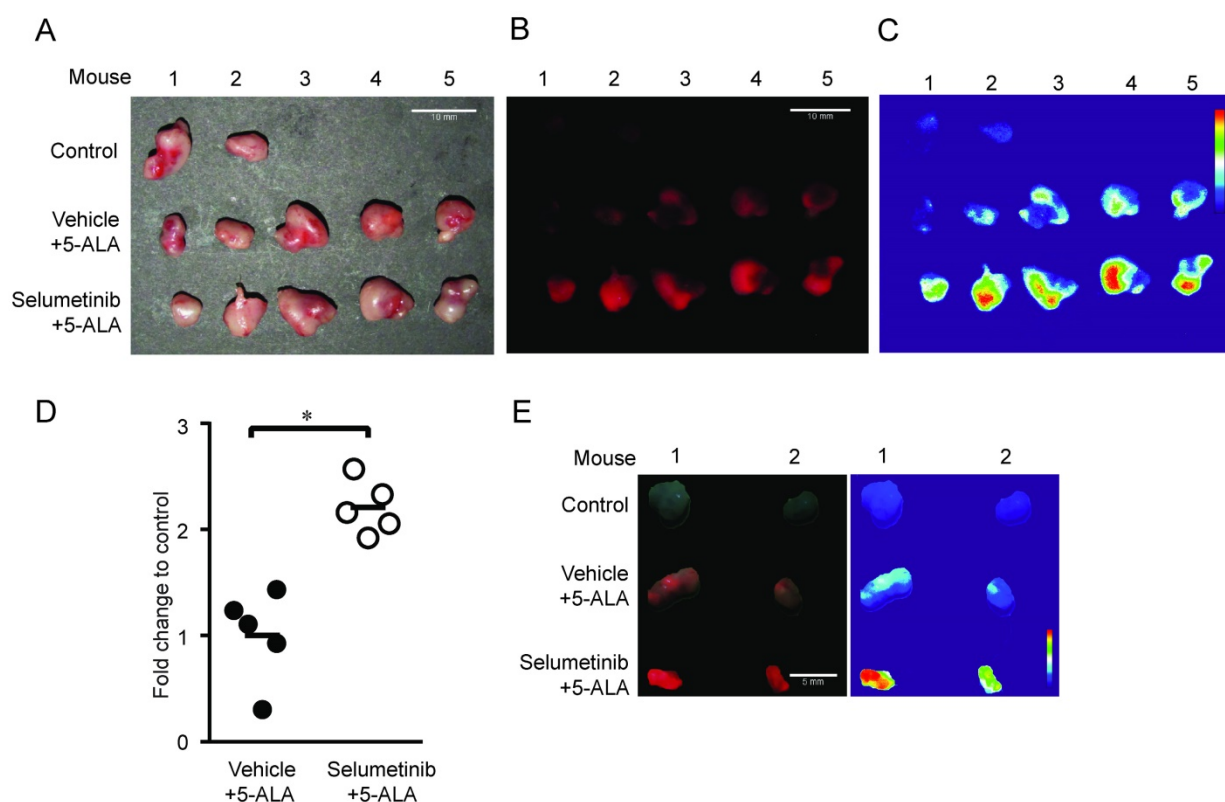 A
B
C
Mouse 1 2 3 4 5
1 2 3 4 5
1 2 3 4 5
10 mm
10 mm
Control
Vehicle
+5-ALA
Selumetinib
+5-ALA
D
*
3
2
1
0
Fold change to control
Vehicle
+5-ALA
Selumetinib
+5-ALA
E
Mouse 1 2
1 2
Control
Vehicle
+5-ALA
Selumetinib
+5-ALA
5 mm